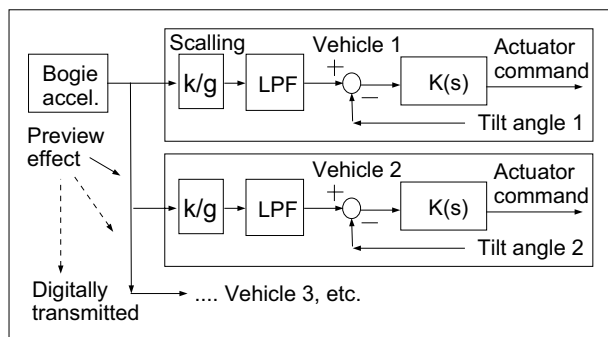 Scalling
Vehicle 1
Actuator
command
Bogie
accel.
k/g
LPF
+
−
K(s)
Tilt angle 1
Preview
effect
Vehicle 2
Actuator
command
k/g
LPF
+
−
K(s)
Tilt angle 2
Digitally
transmitted
.... Vehicle 3, etc.